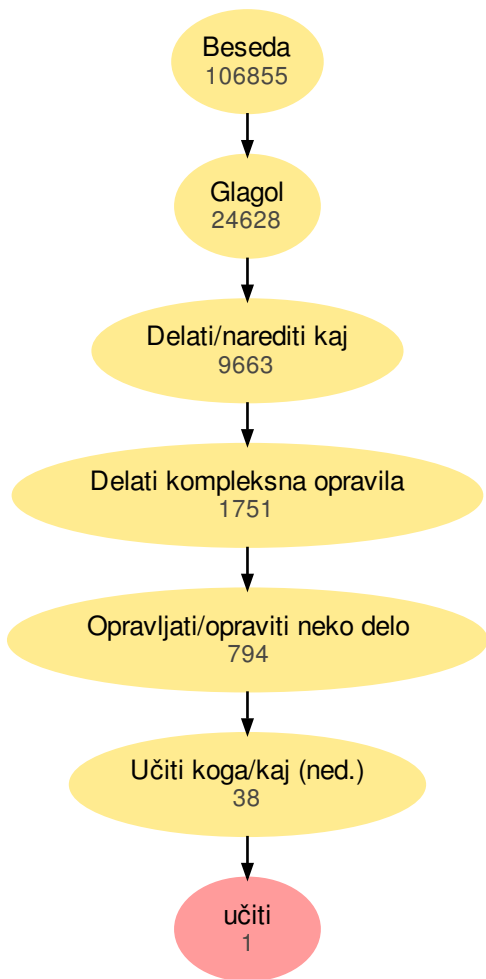 Beseda
106855
Glagol
24628
Delati/narediti kaj
9663
Delati kompleksna opravila
1751
Opravljati/opraviti neko delo
794
Učiti koga/kaj (ned.)
38
učiti
1